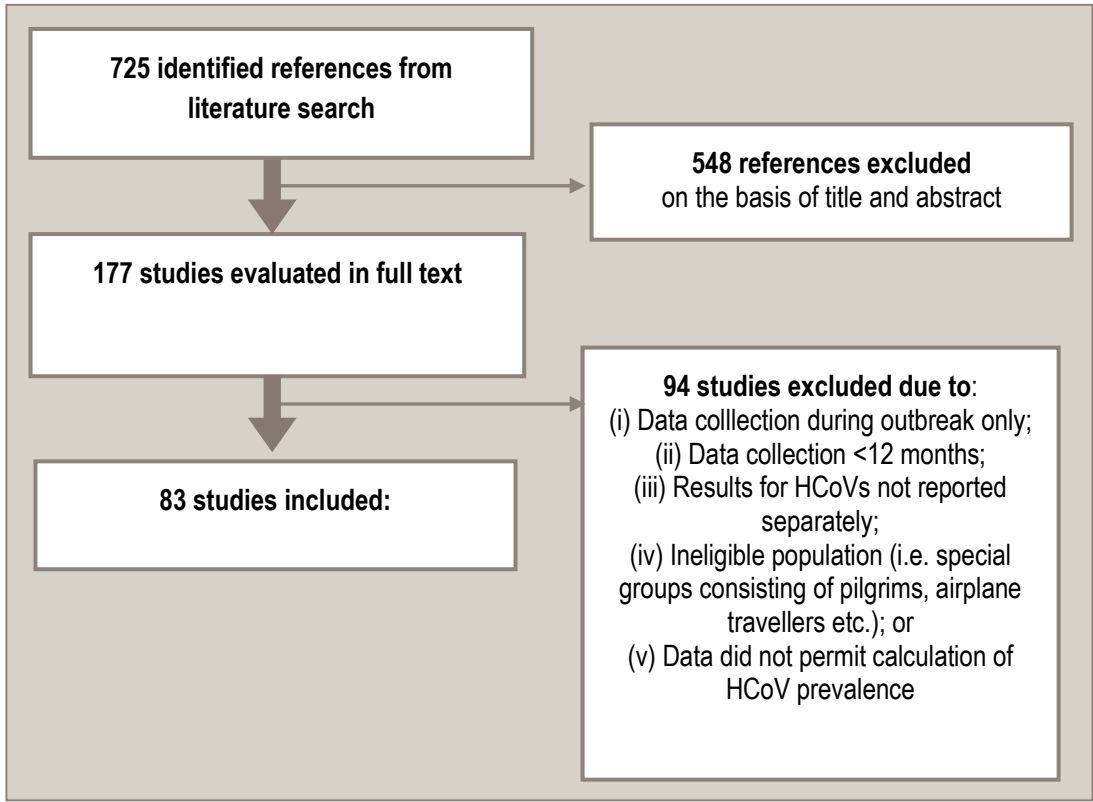 725 identified references from
literature search
548 references excluded
on the basis of title and abstract
177 studies evaluated in full text
94 studies excluded due to:
(i) Data colllection during outbreak only;
(ii) Data collection <12 months;
(iii) Results for HCoVs not reported
separately;
(iv) Ineligible population (i.e. special
groups consisting of pilgrims, airplane
travellers etc.); or
(v) Data did not permit calculation of
HCoV prevalence
83 studies included: